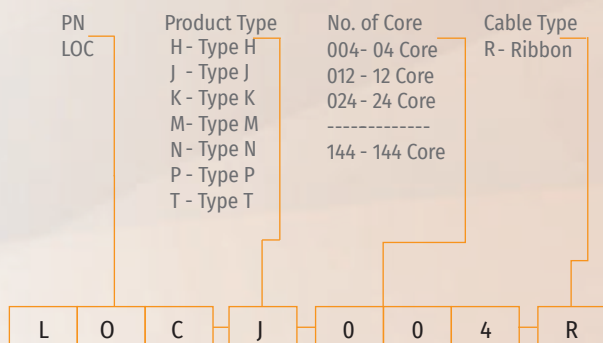 PN
LOC
Product Type
H - Type H
J - Type J
K - Type K
M - Type M
N - Type N
P - Type P
T - Type T
No. of Core
004- 04 Core
012 - 12 Core
024 - 24 Core
-------------
144 - 144 Core
Cable Type
R - Ribbon
L O C J 0 0 4 R